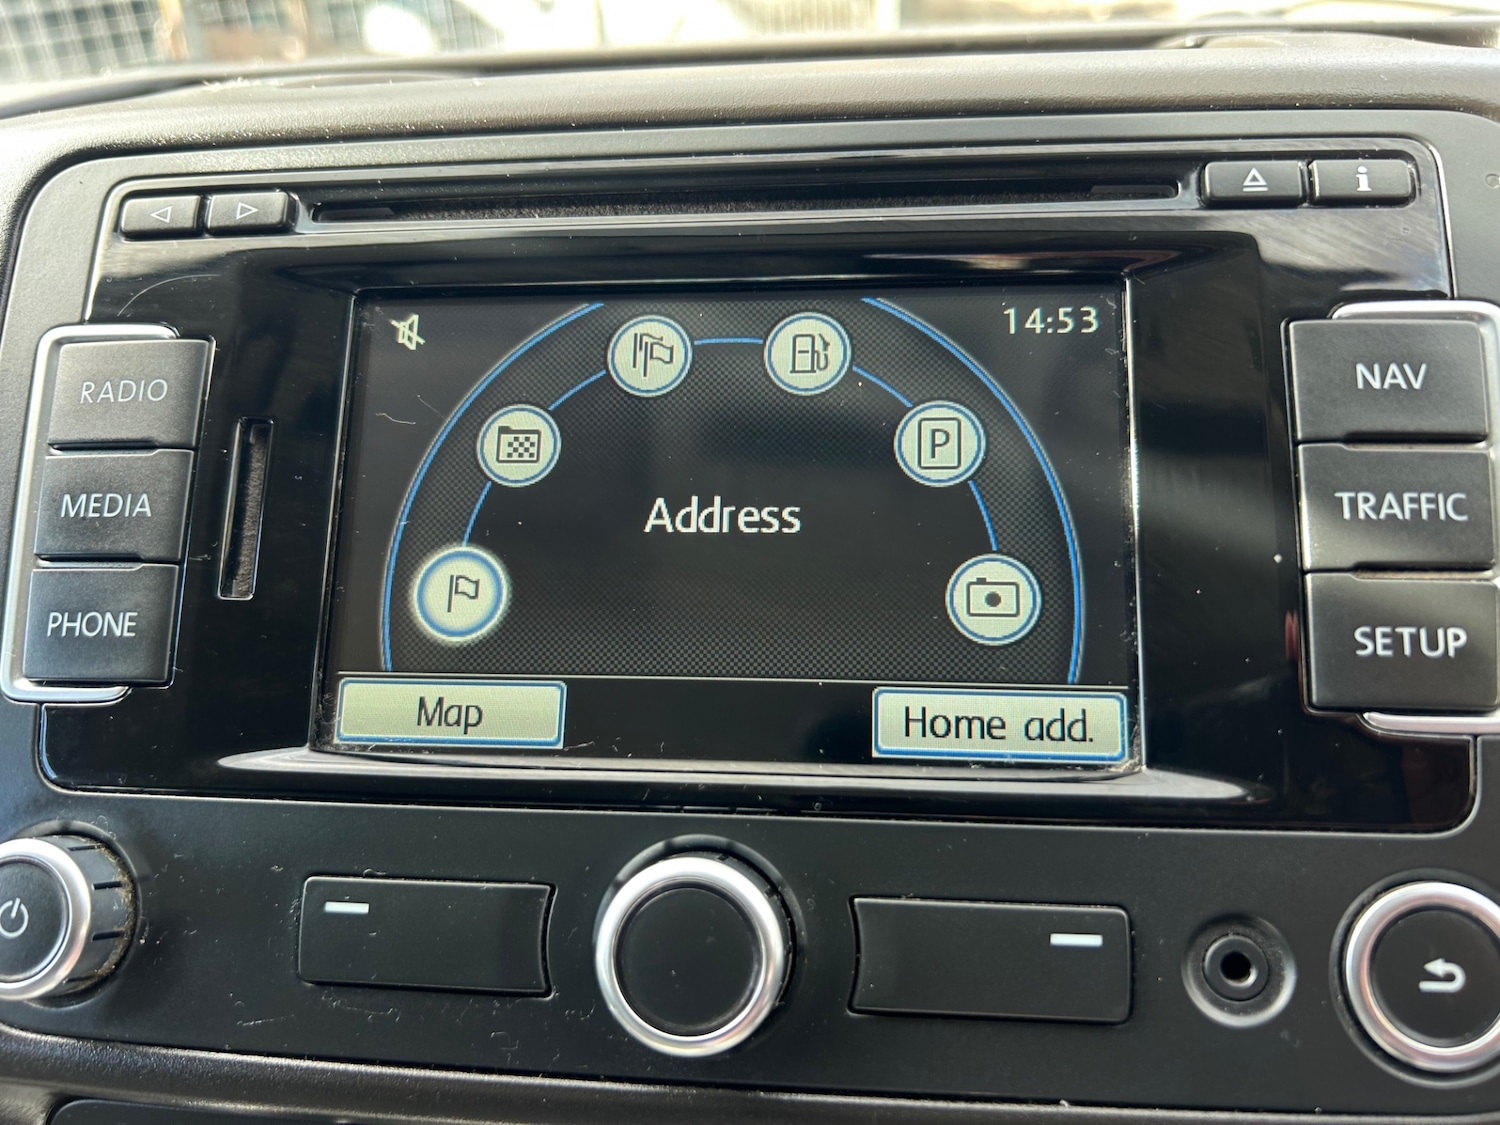 14:53
RADIO
MEDIA
PHONE
P
Address
Map
Home add.
NAV
TRAFFIC
SETUP
i